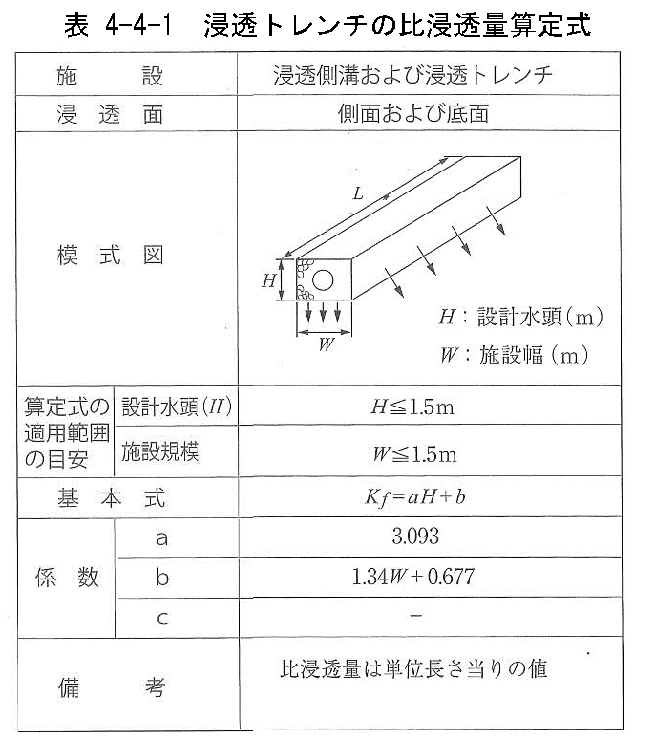 表 4-4-1 浸透トレンチの比浸透量算定式
施設 浸透側溝および浸透トレンチ
浸透面 側面および底面
模式図
L
H
W
H：設計水頭(m)
W：施設幅(m)
算定式の適用範囲の目安 設計水頭(H) H≦1.5m
施設規模 W≦1.5m
基本式 Kf=aH+b
係数 a 3.093
b 1.34W+0.677
c −
備考 比浸透量は単位長さ当りの値